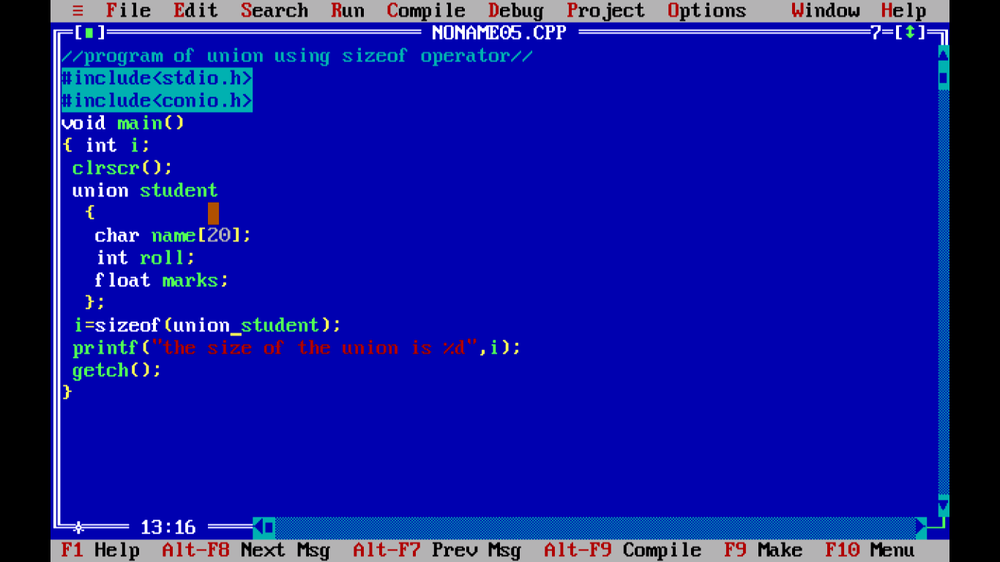 ≡ File Edit Search Run Compile Debug Project Options Window Help
[■] NONAME05.CPP 7=[↕]
//program of union using sizeof operator//
#include<stdio.h>
#include<conio.h>
void main()
{ int i;
clrscr();
union student
{
char name[20];
int roll;
float marks;
};
i=sizeof(union student);
printf("the size of the union is %d",i);
getch();
}
13:16
F1 Help Alt-F8 Next Msg Alt-F7 Prev Msg Alt-F9 Compile F9 Make F10 Menu